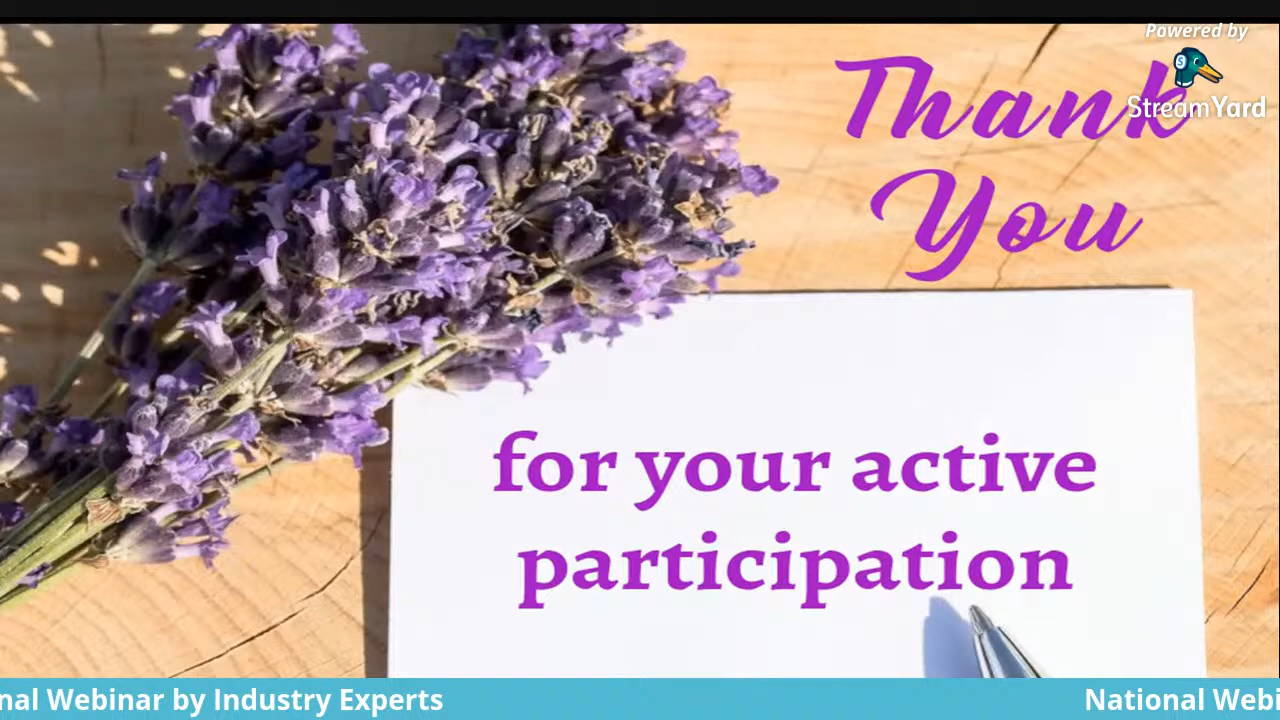 Powered by
StreamYard
Thank
You
for your active
participation
nal Webinar by Industry Experts
National Webi